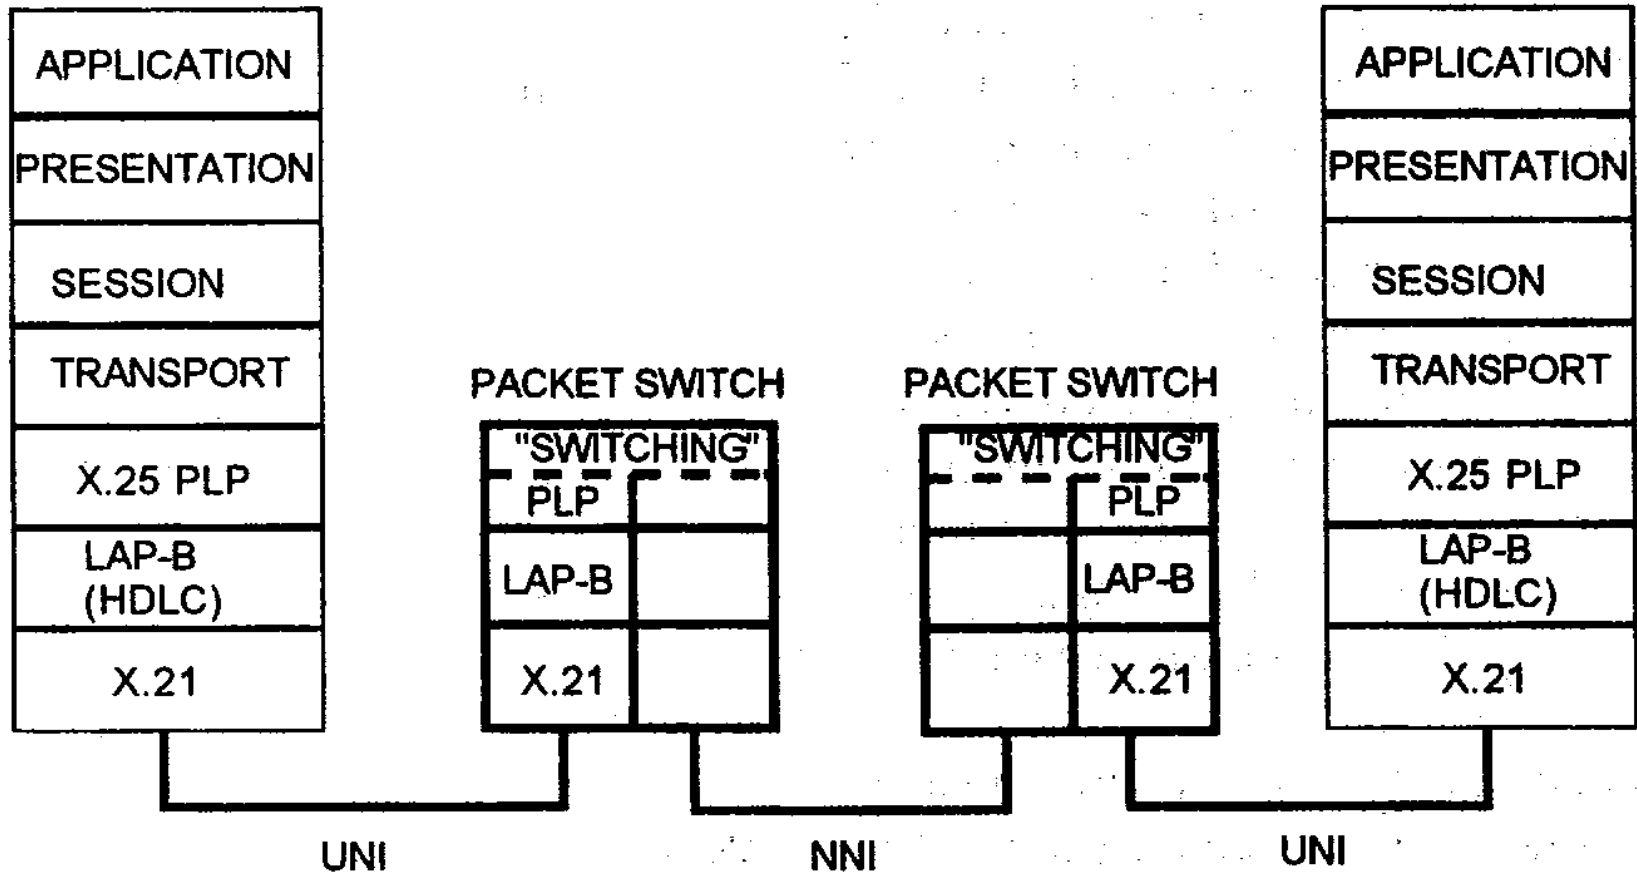 APPLICATION
PRESENTATION
SESSION
TRANSPORT
X.25 PLP
LAP-B
(HDLC)
X.21
PACKET SWITCH
"SWITCHING"
PLP
LAP-B
X.21
PACKET SWITCH
"SWITCHING"
PLP
LAP-B
X.21
APPLICATION
PRESENTATION
SESSION
TRANSPORT
X.25 PLP
LAP-B
(HDLC)
X.21
UNI
NNI
UNI